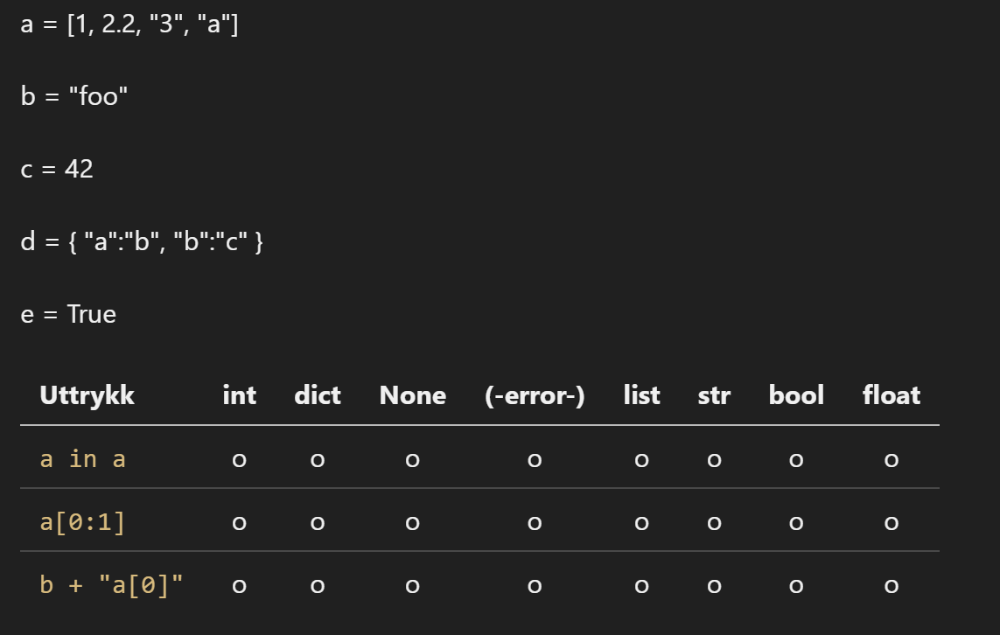 a = [1, 2.2, "3", "a"]
b = "foo"
c = 42
d = { "a":"b", "b":"c" }
e = True
Uttrykk int dict None (-error-) list str bool float
a in a o o o o o o o o
a[0:1] o o o o o o o o
b + "a[0]" o o o o o o o o